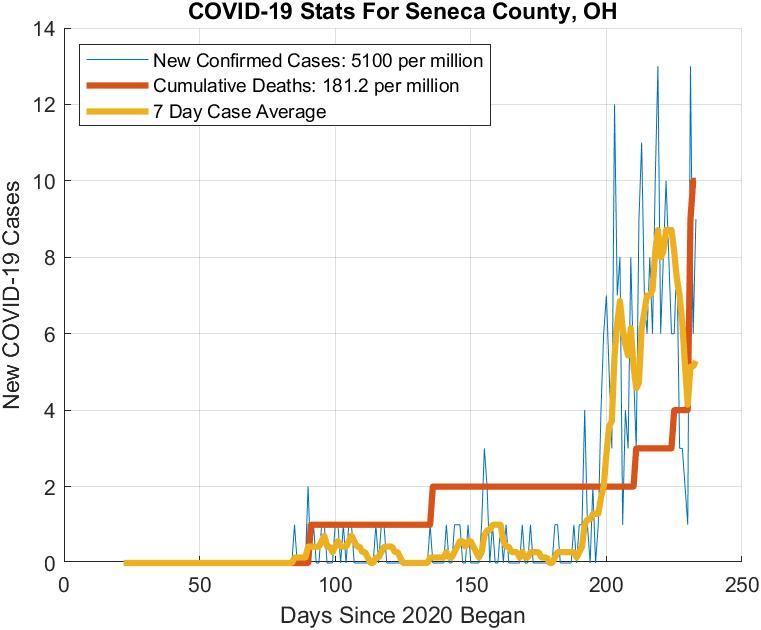 COVID-19 Stats For Seneca County, OH
14
12
10
8
6
4
2
0
New COVID-19 Cases
New Confirmed Cases: 5100 per million
Cumulative Deaths: 181.2 per million
7 Day Case Average
0 50 100 150 200 250
Days Since 2020 Began